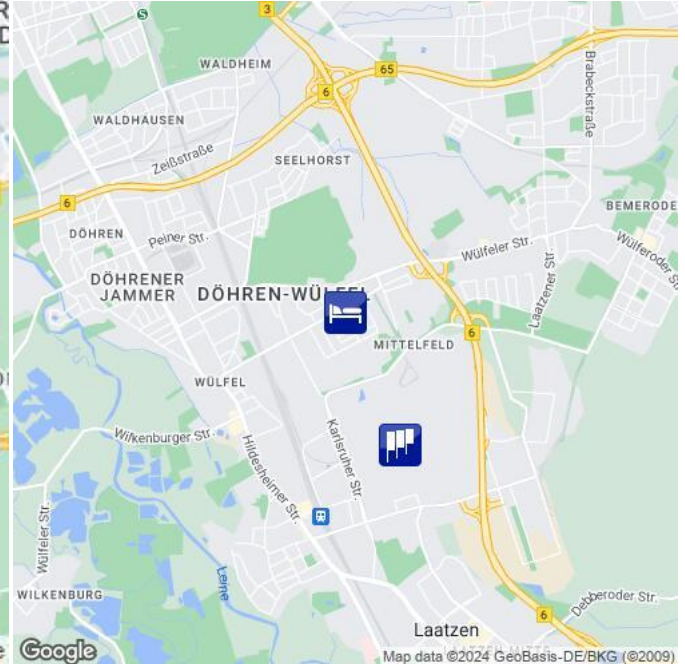 3
WALDHEIM
65
6
Brabeckstraße
WALDHAUSEN
Zeißstraße
SEELHORST
6
BEMERODE
DÖHREN
Peiner Str.
Wülfeler Str.
Wülferoder Str.
DÖHRENER
JAMMER
DÖHREN-WÜLFEL
Laatzener Str.
MITTELFELD
6
WÜLFEL
Wilkenburger Str.
Hildesheimer Str.
Karlsruher Str.
Wülfeler Str.
Leine
WILKENBURG
Debberoder Str.
6
Laatzen
LAATZEN-MITTE
Google
Map data ©2024 GeoBasis-DE/BKG (©2009)